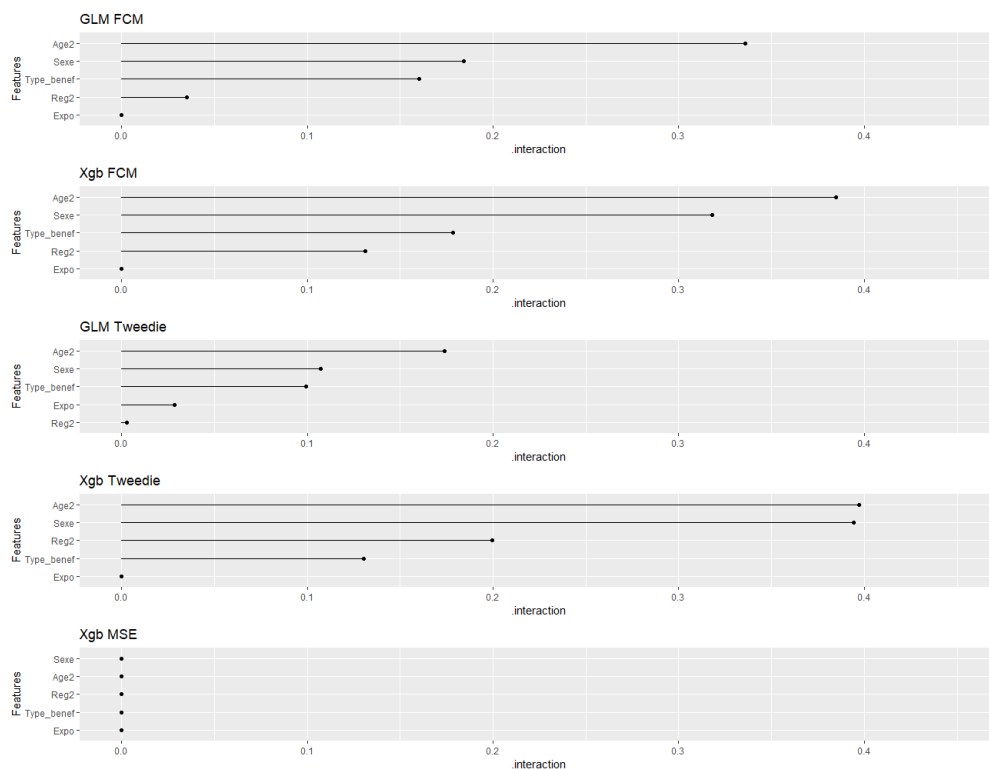 GLM FCM
Features
Age2
Sexe
Type_benef
Reg2
Expo
0.0 0.1 0.2 0.3 0.4
.interaction
Xgb FCM
Features
Age2
Sexe
Type_benef
Reg2
Expo
0.0 0.1 0.2 0.3 0.4
.interaction
GLM Tweedie
Features
Age2
Sexe
Type_benef
Expo
Reg2
0.0 0.1 0.2 0.3 0.4
.interaction
Xgb Tweedie
Features
Age2
Sexe
Reg2
Type_benef
Expo
0.0 0.1 0.2 0.3 0.4
.interaction
Xgb MSE
Features
Sexe
Age2
Reg2
Type_benef
Expo
0.0 0.1 0.2 0.3 0.4
.interaction